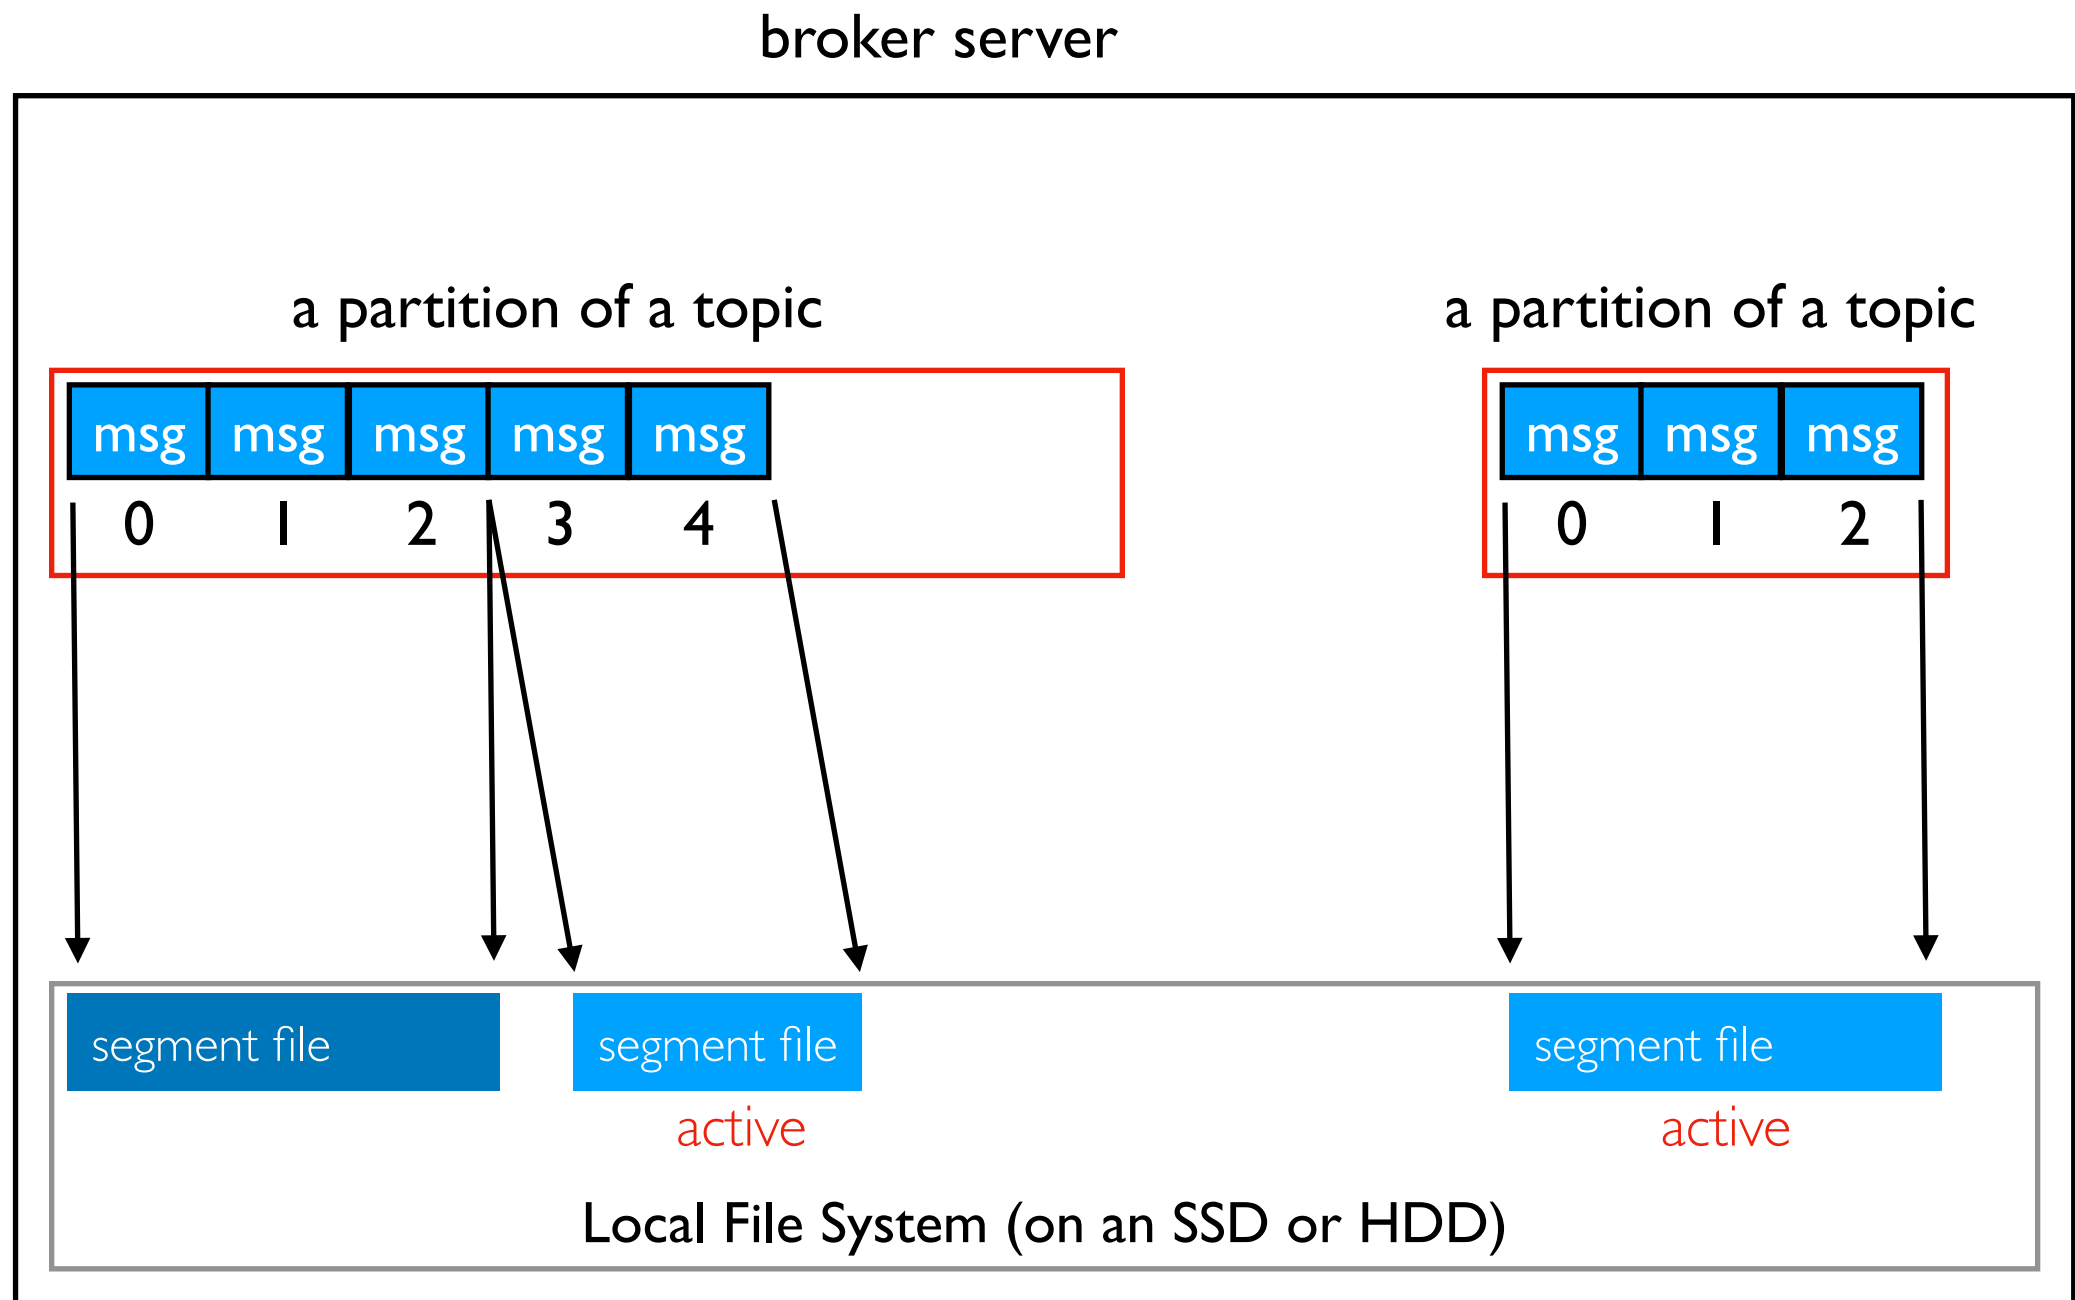 broker server
a partition of a topic
a partition of a topic
msg msg msg msg msg
msg msg msg
0 1 2 3 4
0 1 2
segment file
segment file
segment file
active
active
Local File System (on an SSD or HDD)